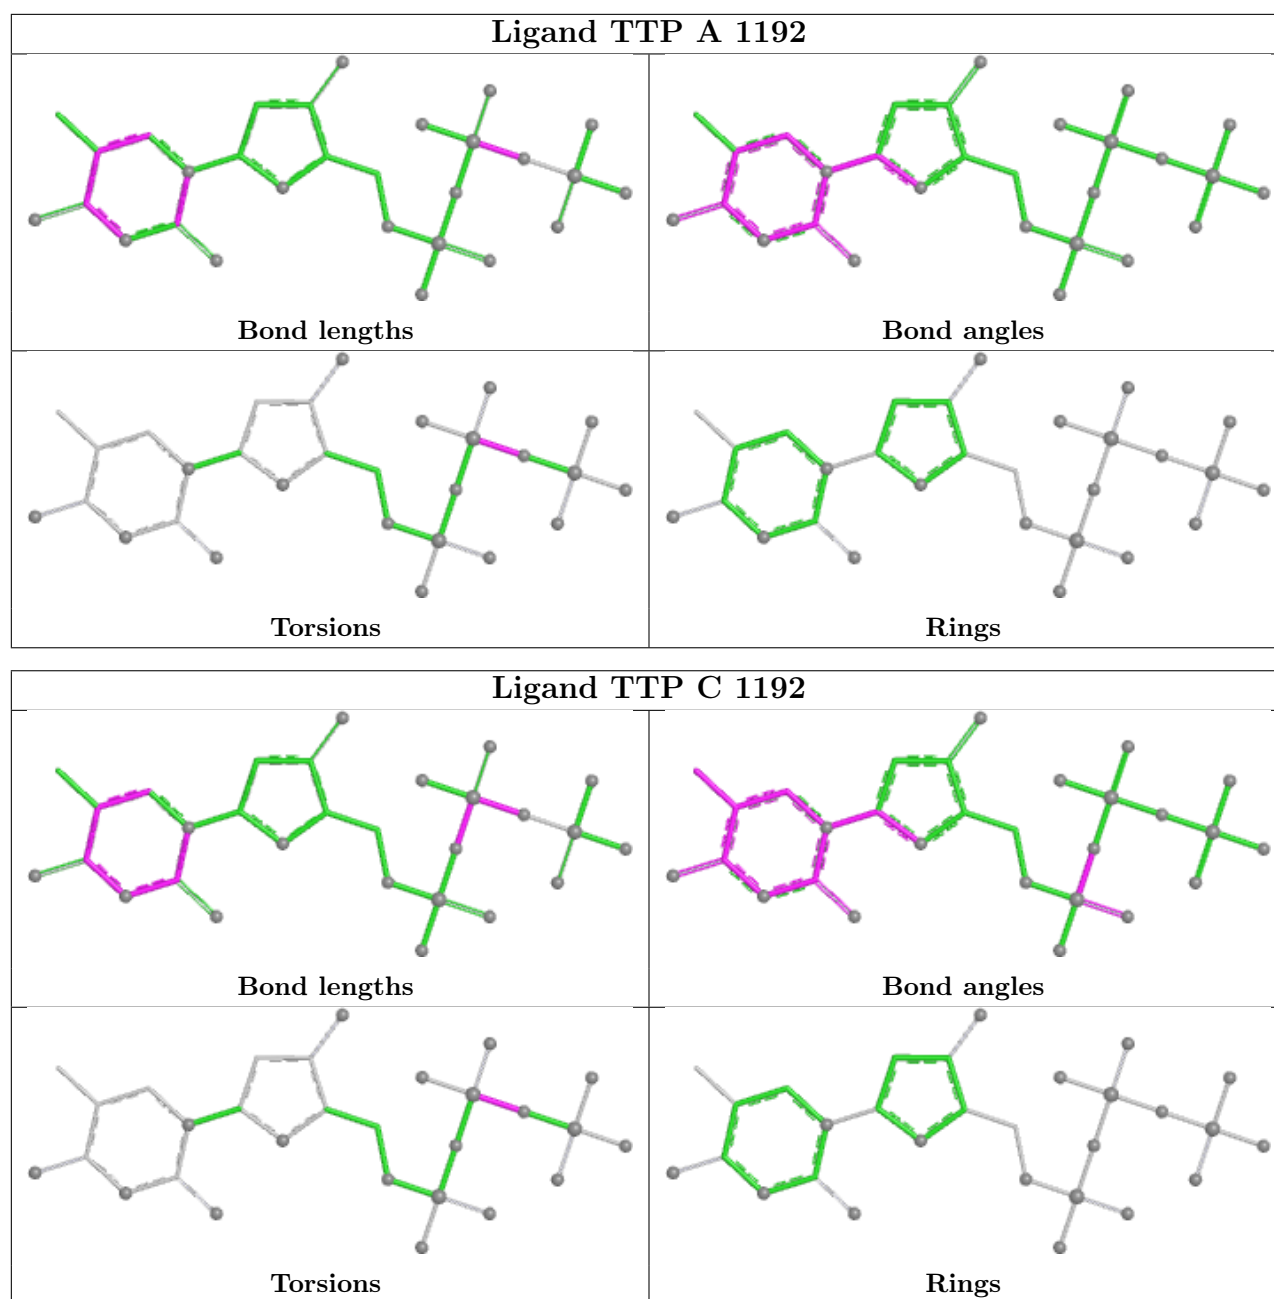 Ligand TTP A 1192
Bond lengths
Bond angles
Torsions
Rings
Ligand TTP C 1192
Bond lengths
Bond angles
Torsions
Rings